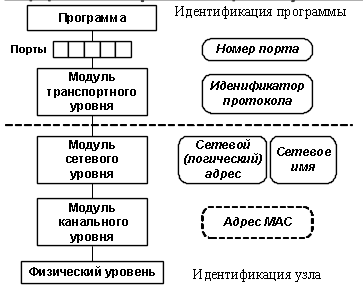 Программа
Идентификация программы
Порты
Номер порта
Модуль
транспортного
уровня
Иденификатор
протокола
Модуль
сетевого
уровня
Сетевой
(логический)
адрес
Сетевое
имя
Модуль
канального
уровня
Адрес MAC
Физический уровень
Идентификация узла